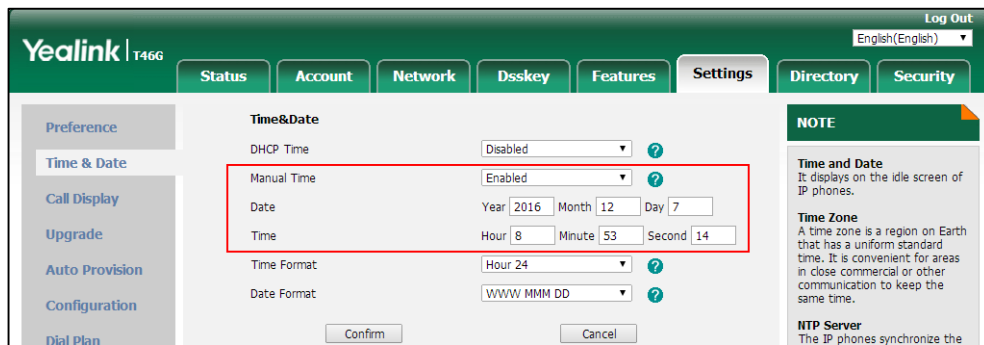 Log Out
Yealink T46G
English(English)
Status Account Network Dsskey Features Settings Directory Security
Preference
Time & Date
Call Display
Upgrade
Auto Provision
Configuration
Dial Plan
Time&Date
DHCP Time Disabled ?
Manual Time Enabled ?
Date Year 2016 Month 12 Day 7
Time Hour 8 Minute 53 Second 14
Time Format Hour 24 ?
Date Format WWW MMM DD ?
Confirm Cancel
NOTE
Time and Date
It displays on the idle screen of
IP phones.
Time Zone
A time zone is a region on Earth
that has a uniform standard
time. It is convenient for areas
in close commercial or other
communication to keep the
same time.
NTP Server
The IP phones synchronize the